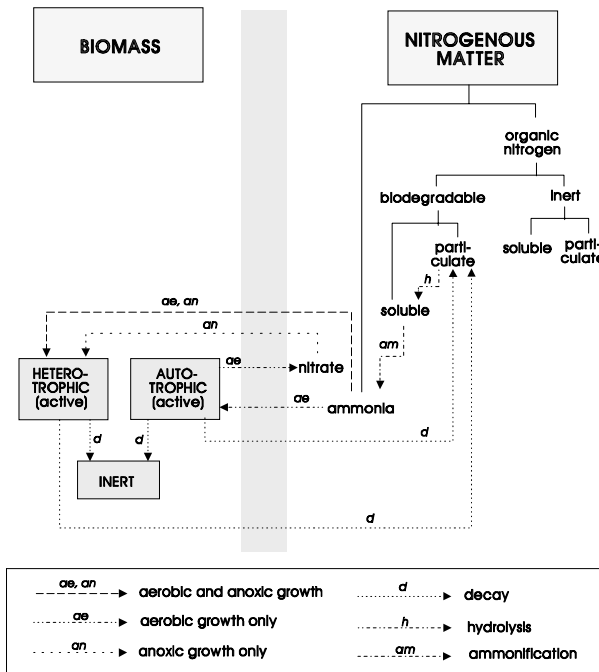 BIOMASS
NITROGENOUS
MATTER
organic
nitrogen
biodegradable
inert
soluble
parti-
culate
parti-
culate
h
soluble
am
ae, an
an
nitrate
ae
HETERO-
TROPHIC
(active)
AUTO-
TROPHIC
(active)
ae
ammonia
d
d
d
INERT
d
ae, an
aerobic and anoxic growth
ae
aerobic growth only
an
anoxic growth only
d
decay
h
hydrolysis
am
ammonification